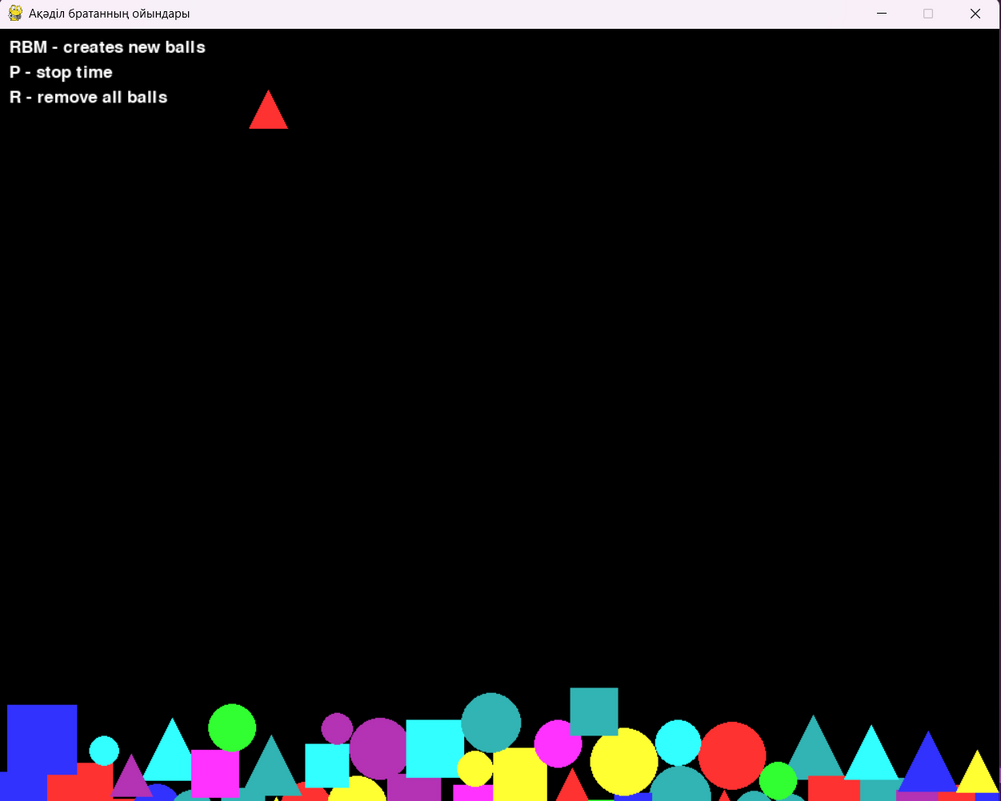 Ақәділ братанның ойындары
RBM - creates new balls
P - stop time
R - remove all balls